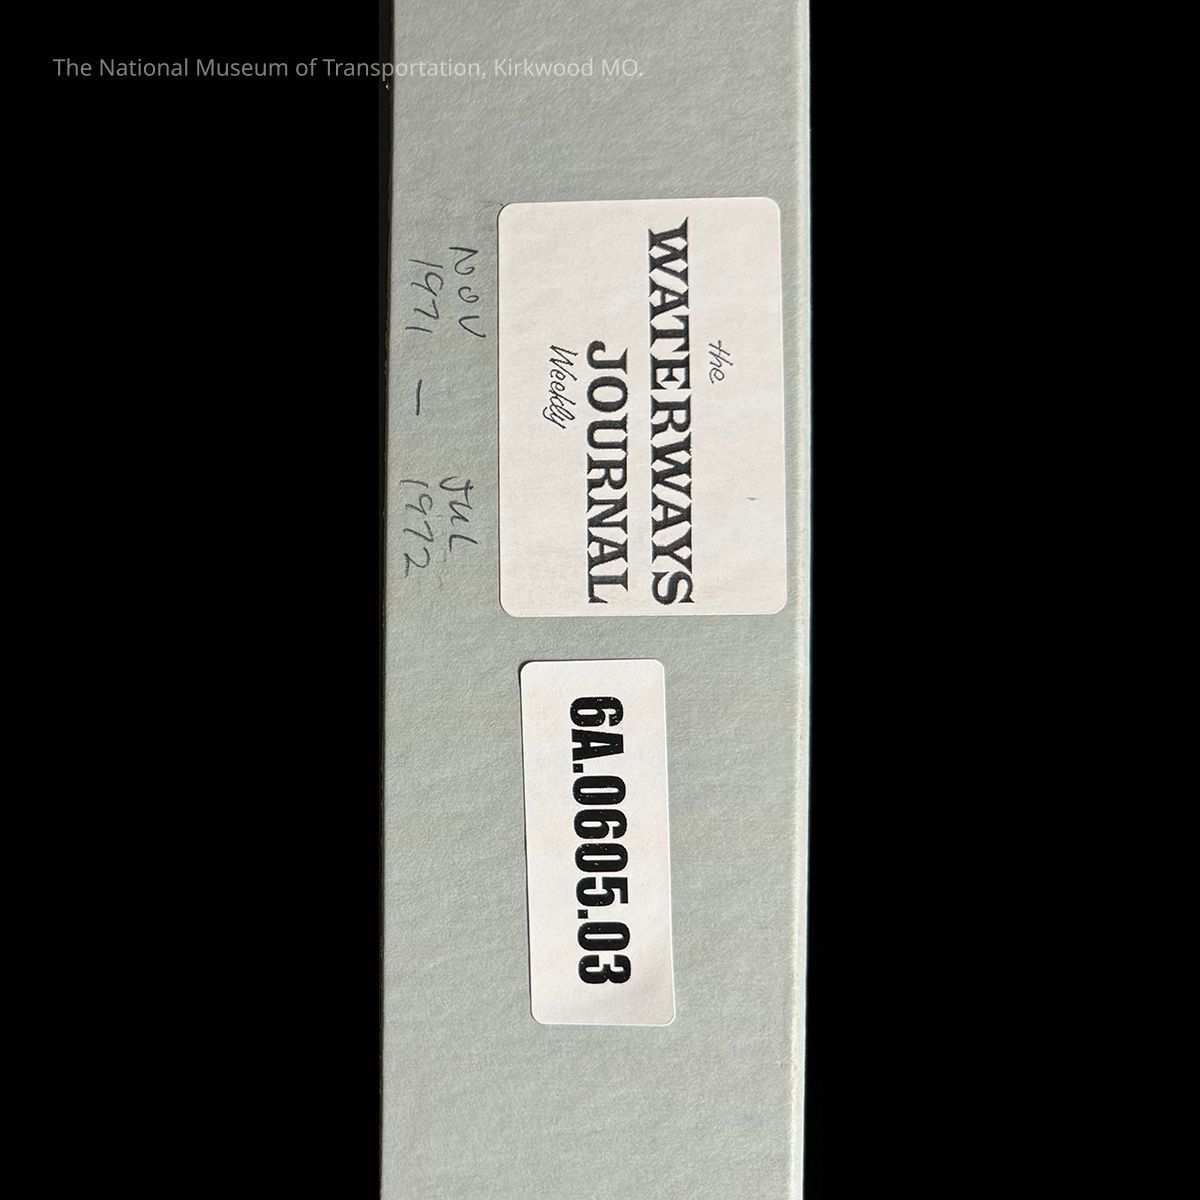 The National Museum of Transportation, Kirkwood MO.
the
WATERWAYS
JOURNAL
Weekly
Nov Jul
1971 — 1972
6A.0605.03